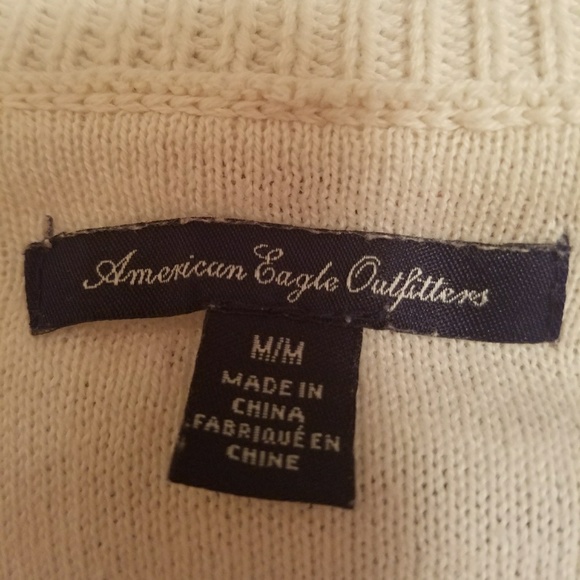 American Eagle Outfitters
M/M
MADE IN
CHINA
FABRIQUÉ EN
CHINE